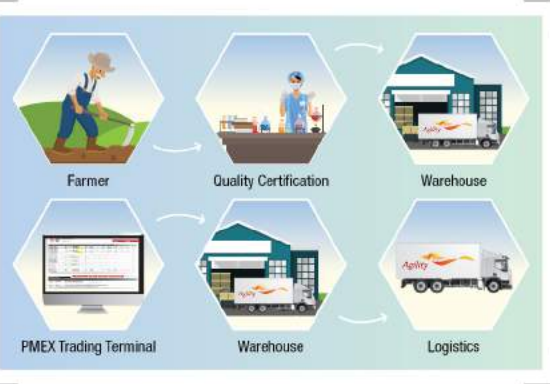 Farmer
Quality Certification
Agility
Warehouse
PMEX Trading Terminal
Agility
Warehouse
Agility
Logistics